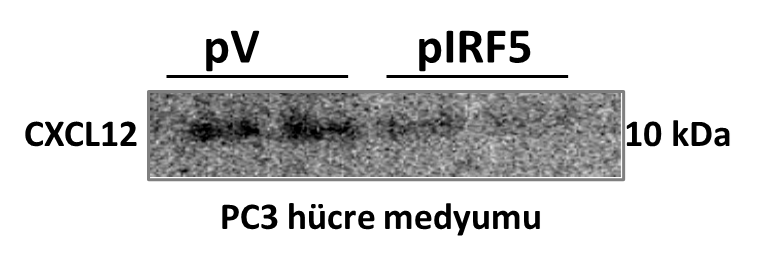 pV pIRF5
CXCL12 10 kDa
PC3 hücre medyumu